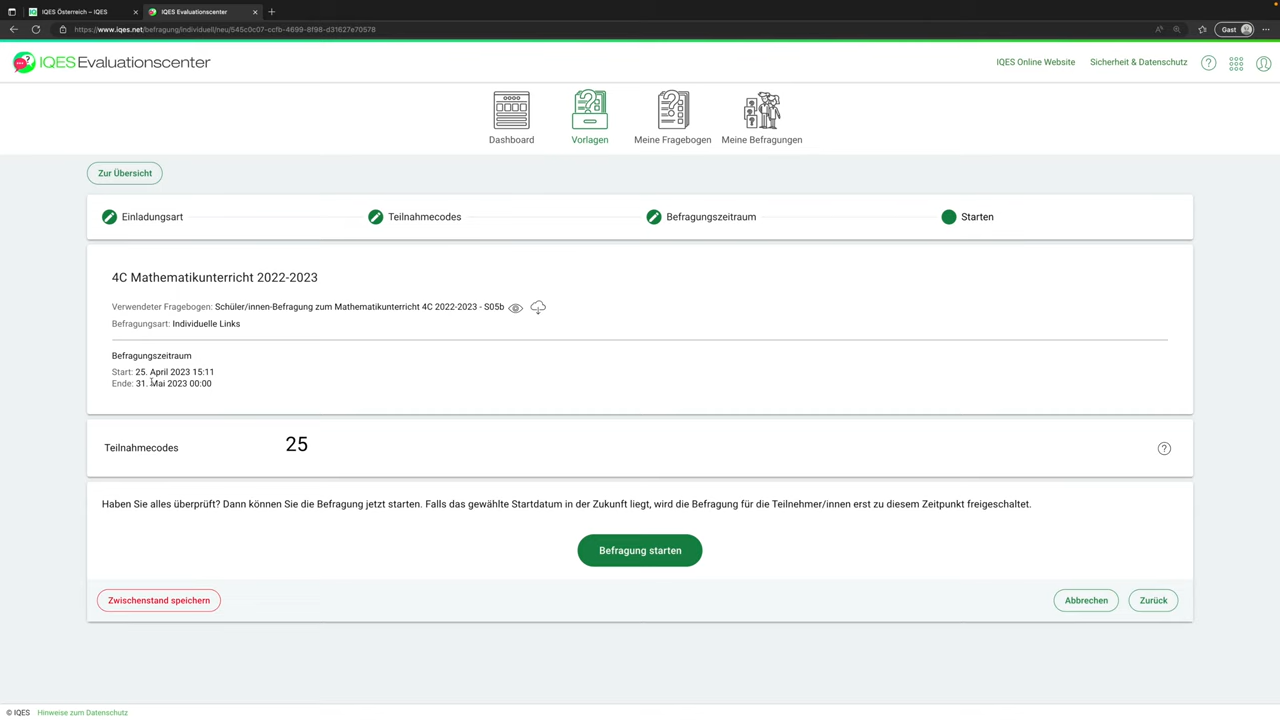 IQES Österreich – IQES
IQES Evaluationscenter
https://www.iqes.net/befragung/individuell/neu/545c0c07-ccfb-4699-8f98-d31627e70578
Gast
IQES Evaluationscenter
IQES Online Website
Sicherheit & Datenschutz
Dashboard
Vorlagen
Meine Fragebogen
Meine Befragungen
Zur Übersicht
Einladungsart
Teilnahmecodes
Befragungszeitraum
Starten
4C Mathematikunterricht 2022-2023
Verwendeter Fragebogen: Schüler/innen-Befragung zum Mathematikunterricht 4C 2022-2023 - S05b
Befragungsart: Individuelle Links
Befragungszeitraum
Start: 25. April 2023 15:11
Ende: 31. Mai 2023 00:00
Teilnahmecodes 25
Haben Sie alles überprüft? Dann können Sie die Befragung jetzt starten. Falls das gewählte Startdatum in der Zukunft liegt, wird die Befragung für die Teilnehmer/innen erst zu diesem Zeitpunkt freigeschaltet.
Befragung starten
Zwischenstand speichern
Abbrechen
Zurück
© IQES Hinweise zum Datenschutz